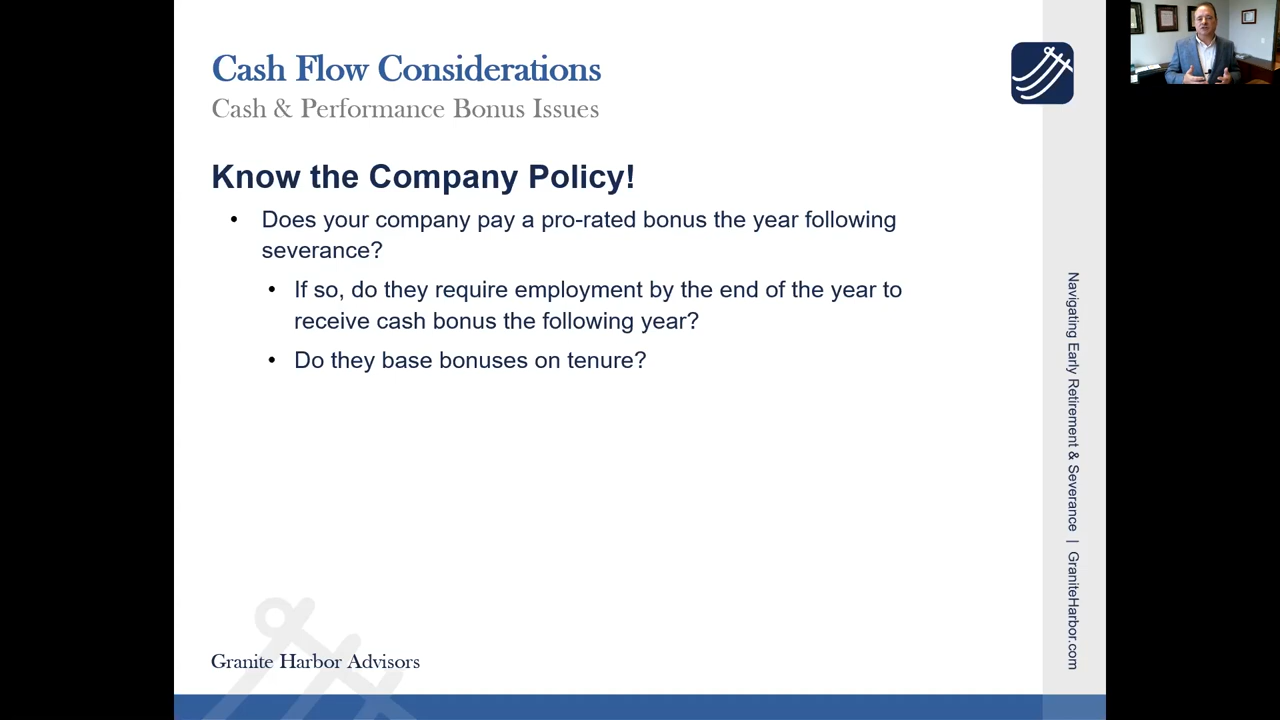 Cash Flow Considerations
Cash & Performance Bonus Issues
Know the Company Policy!
• Does your company pay a pro-rated bonus the year following
severance?
• If so, do they require employment by the end of the year to
receive cash bonus the following year?
• Do they base bonuses on tenure?
Navigating Early Retirement & Severance | GraniteHarbor.com
Granite Harbor Advisors